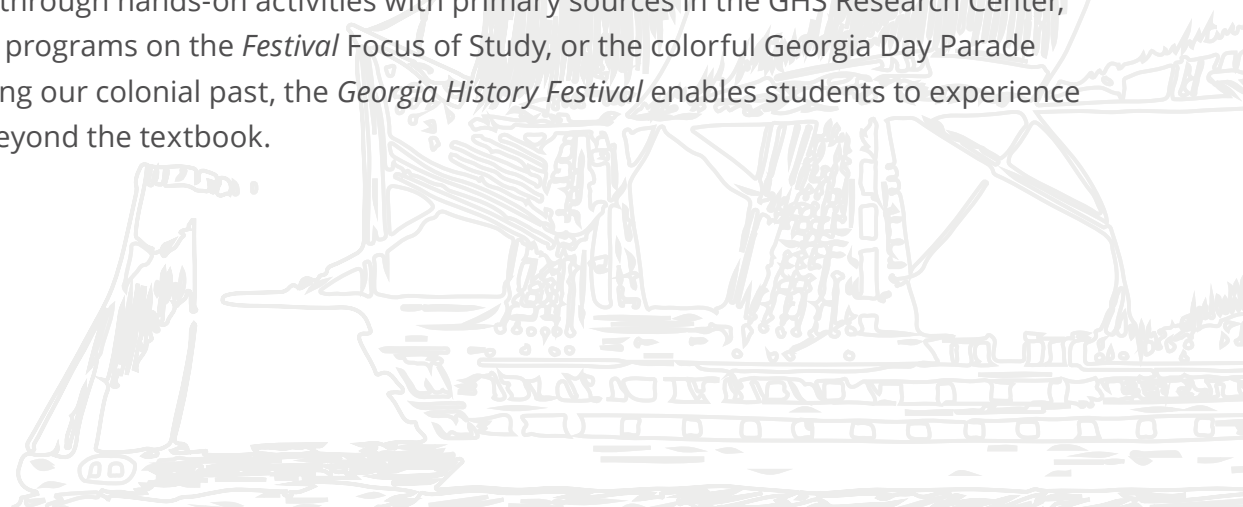 through hands-on activities with primary sources in the GHS Research Center,
programs on the Festival Focus of Study, or the colorful Georgia Day Parade
ng our colonial past, the Georgia History Festival enables students to experience
eyond the textbook.